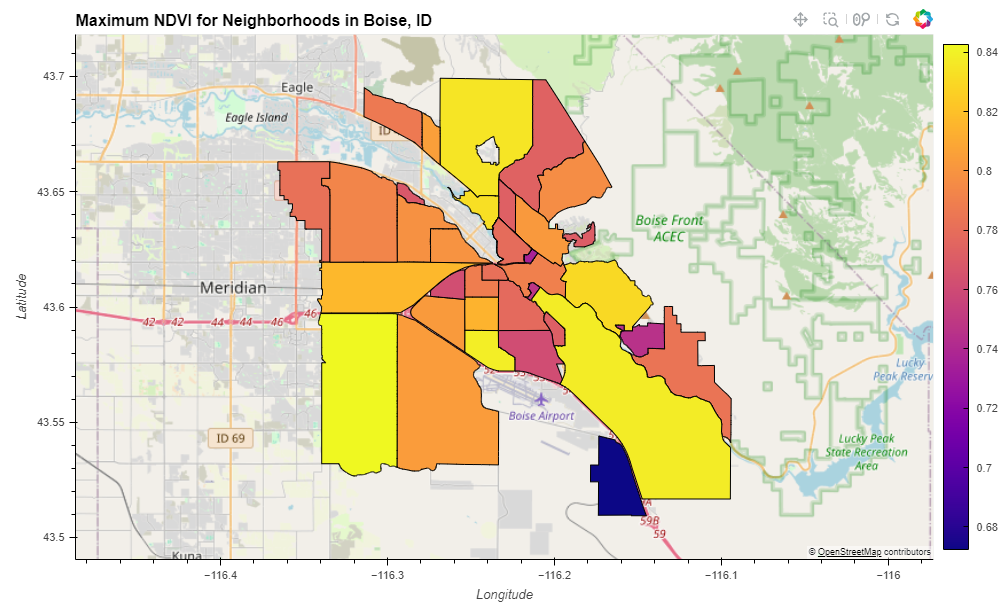 Maximum NDVI for Neighborhoods in Boise, ID
43.7
43.65
43.6
43.55
43.5
Latitude
−116.4
−116.3
−116.2
−116.1
−116
Longitude
0.84
0.82
0.8
0.78
0.76
0.74
0.72
0.7
0.68
Eagle
Eagle Island
ID
Boise Front
ACEC
Meridian
42 42 44 44 46 46
Boise Airport
Lucky
Peak Reserv
ID 69
Lucky Peak
State Recreation
Area
59B
59
Kuna
© OpenStreetMap contributors